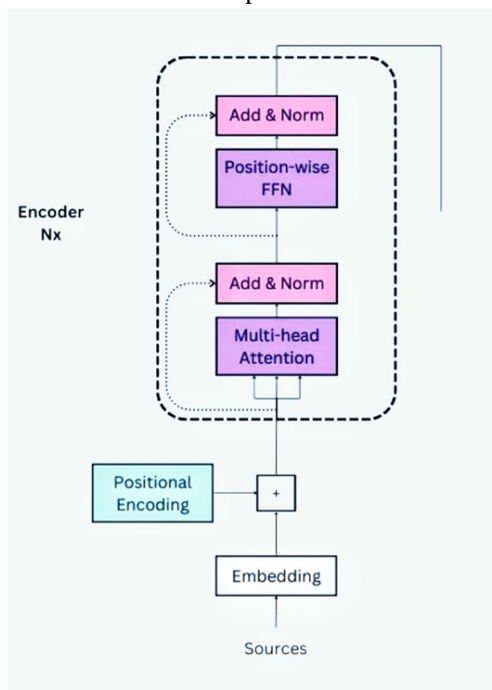 Add & Norm
Position-wise
FFN
Encoder
Nx
Add & Norm
Multi-head
Attention
Positional
Encoding
+
Embedding
Sources